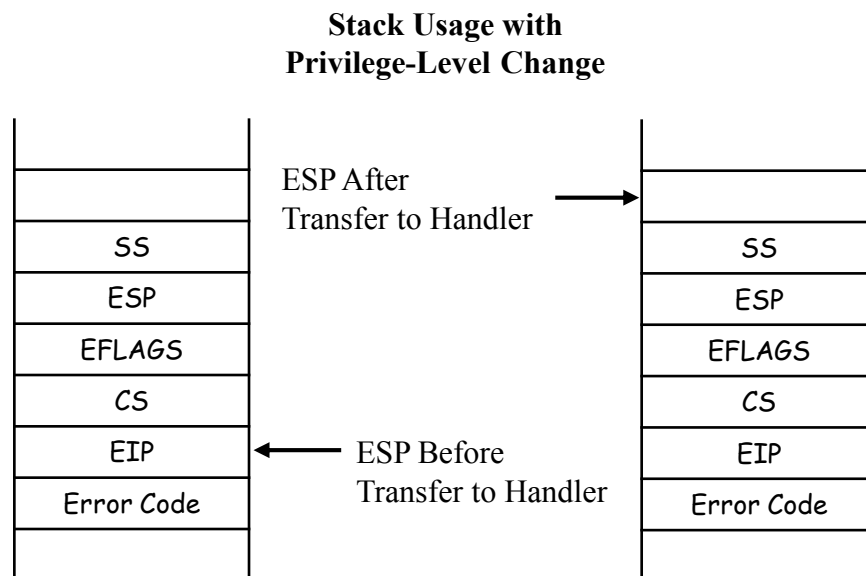 Stack Usage with
Privilege-Level Change
ESP After
Transfer to Handler
SS
ESP
EFLAGS
CS
EIP
Error Code
ESP Before
Transfer to Handler
SS
ESP
EFLAGS
CS
EIP
Error Code